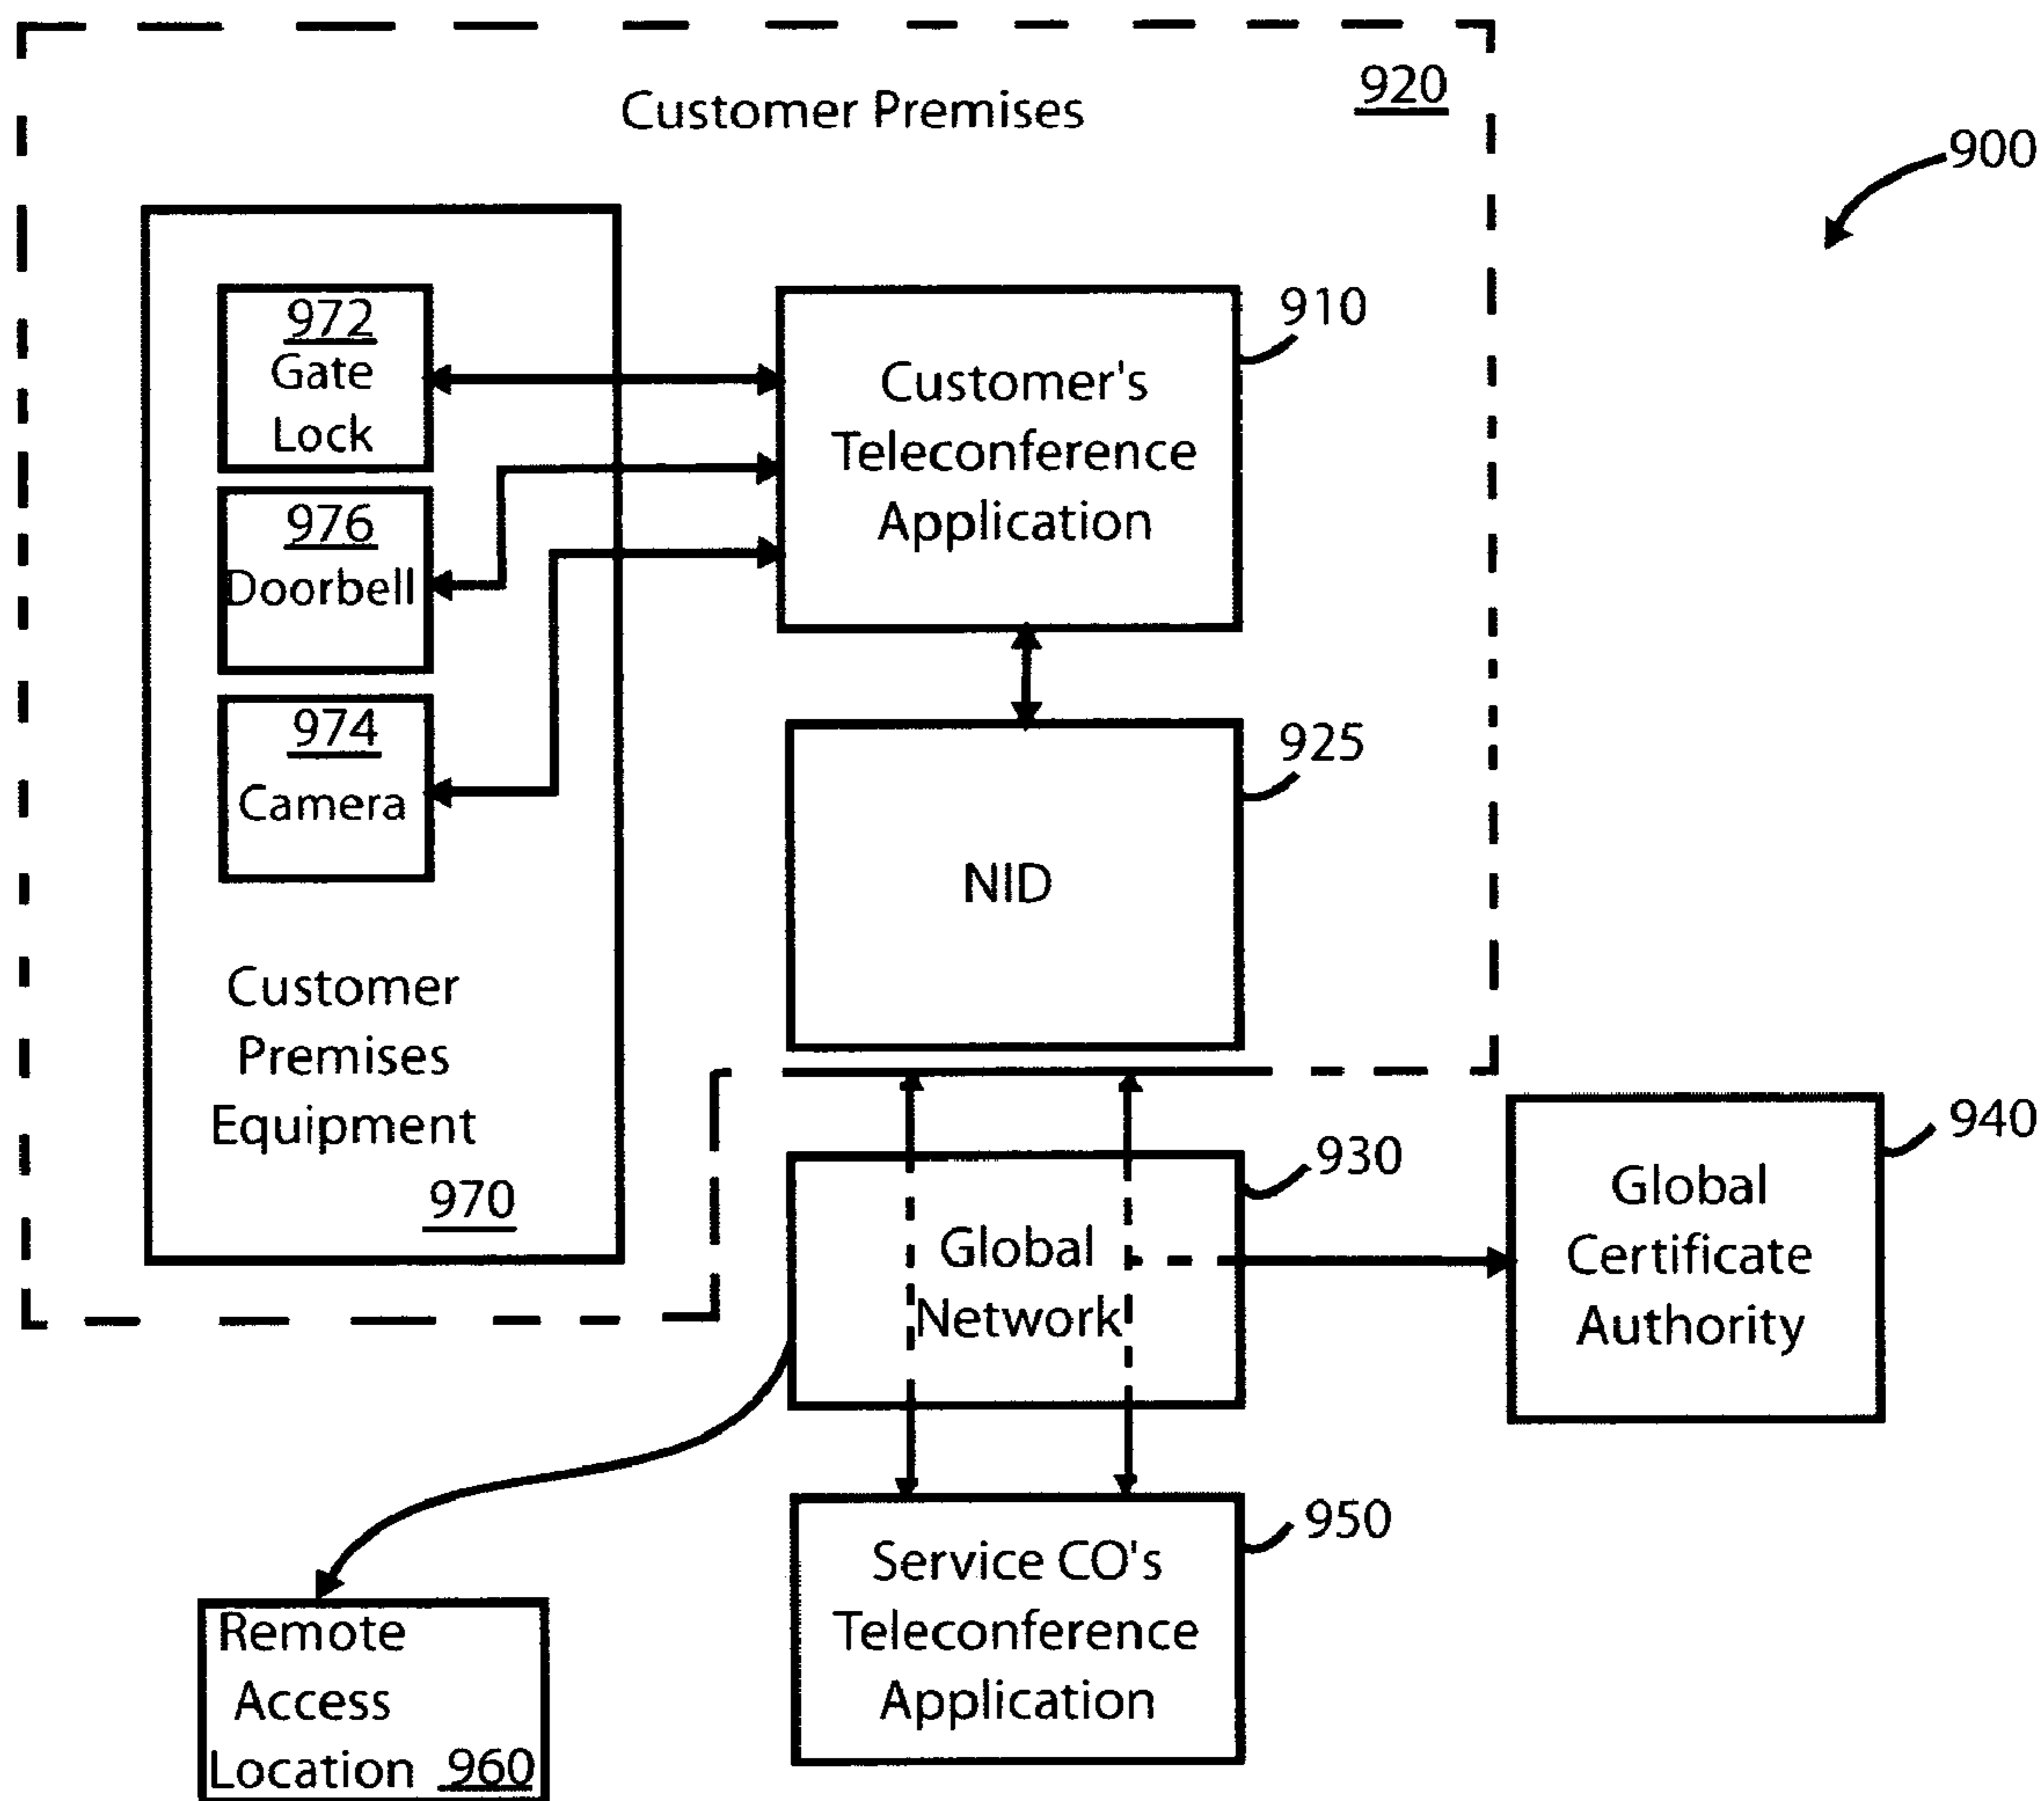 Customer Premises
920
900
972
Gate
Lock
976
Doorbell
974
Camera
Customer
Premises
Equipment
970
Customer's
Teleconference
Application
910
NID
925
Global
Network
930
Global
Certificate
Authority
940
Service CO's
Teleconference
Application
950
Remote
Access
Location 960